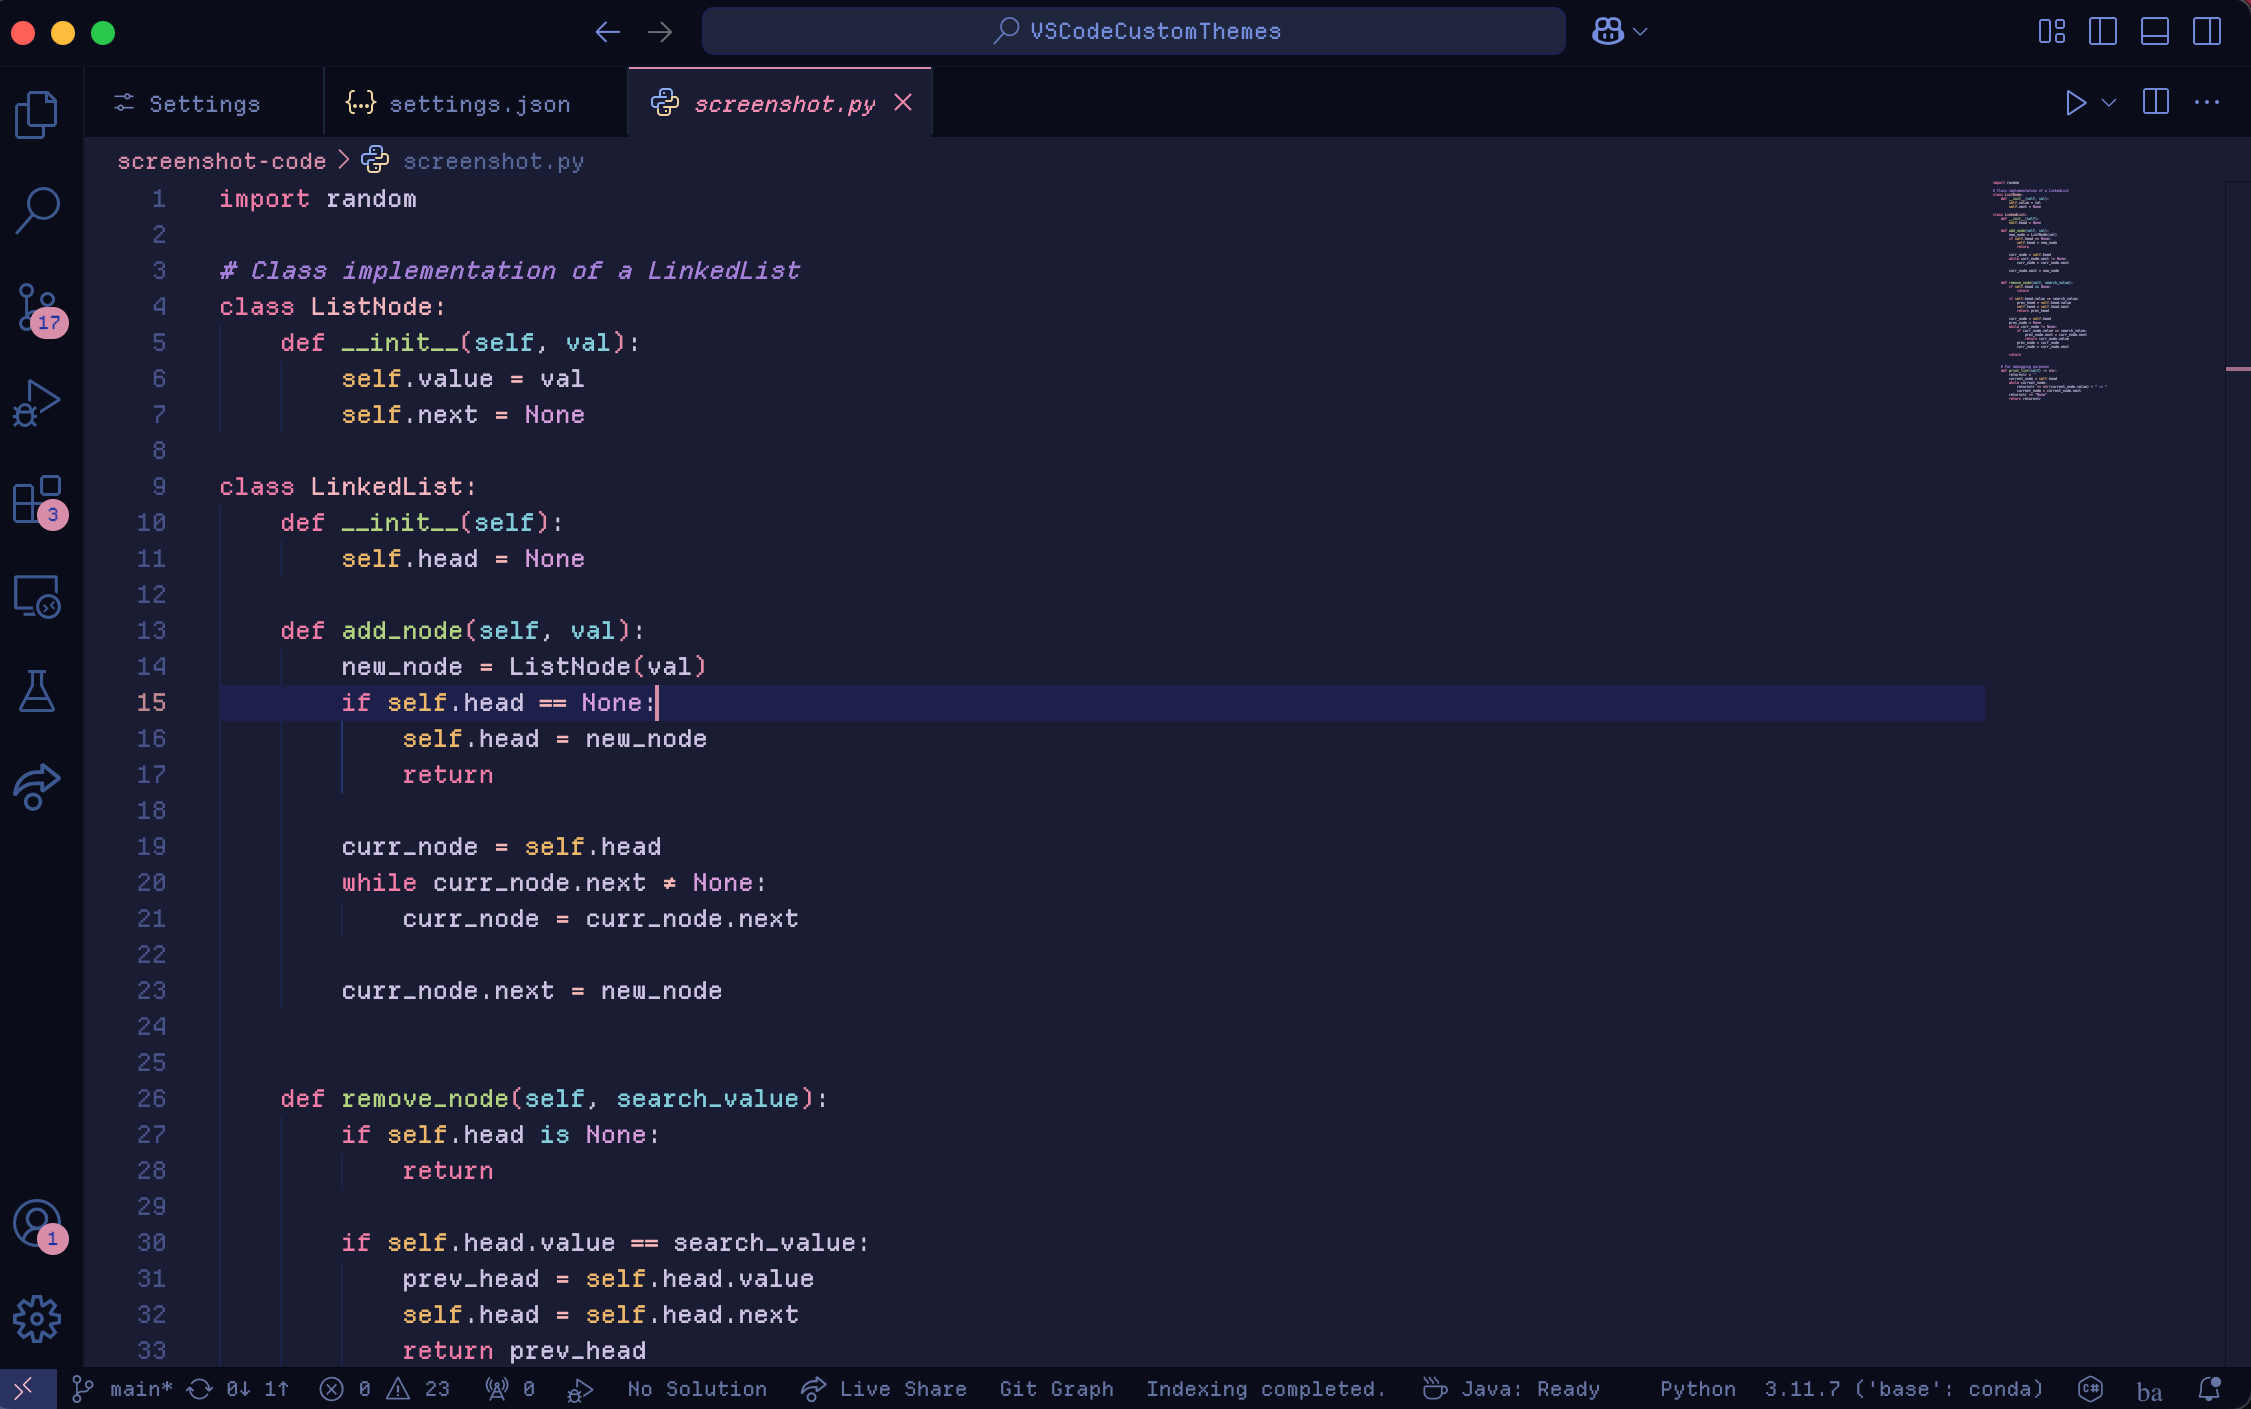 VSCodeCustomThemes
Settings
settings.json
screenshot.py
screenshot-code > screenshot.py
1 import random
2
3 # Class implementation of a LinkedList
4 class ListNode:
5     def __init__(self, val):
6         self.value = val
7         self.next = None
8
9 class LinkedList:
10     def __init__(self):
11         self.head = None
12
13     def add_node(self, val):
14         new_node = ListNode(val)
15         if self.head == None:
16             self.head = new_node
17             return
18
19         curr_node = self.head
20         while curr_node.next ≠ None:
21             curr_node = curr_node.next
22
23         curr_node.next = new_node
24
25
26     def remove_node(self, search_value):
27         if self.head is None:
28             return
29
30         if self.head.value == search_value:
31             prev_head = self.head.value
32             self.head = self.head.next
33             return prev_head
17
3
1
main* 0↓ 1↑ 0 23 0 No Solution Live Share Git Graph Indexing completed. Java: Ready Python 3.11.7 ('base': conda) C# ba